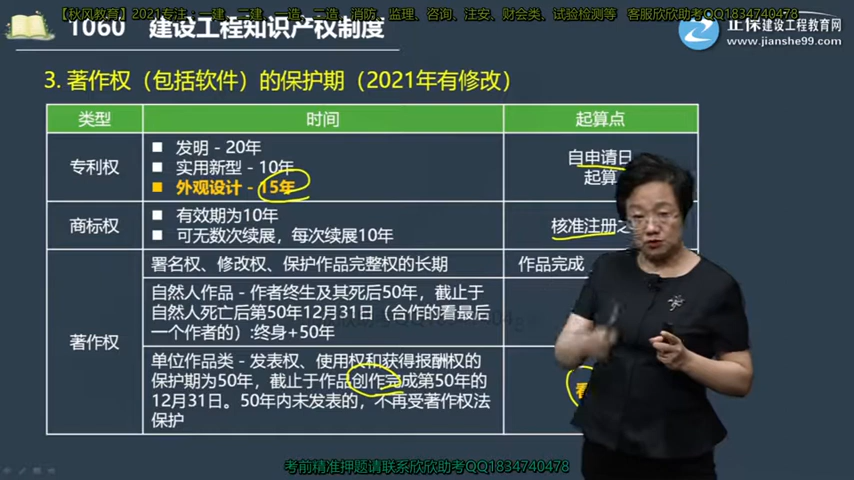 【秋风教育】2021专注：一建、二建、一造、二造、消防、监理、咨询、注安、财会类、试验检测等 客服欣欣助考QQ1834740478
1060 建设工程知识产权制度
正保建设工程教育网
www.jianshe99.com
3. 著作权（包括软件）的保护期（2021年有修改）
类型 时间 起算点
专利权
发明 - 20年
实用新型 - 10年
外观设计 - 15年
自申请日
起算
商标权
有效期为10年
可无数次续展，每次续展10年
核准注册之
著作权
署名权、修改权、保护作品完整权的长期
作品完成
自然人作品 - 作者终生及其死后50年，截止于
自然人死亡后第50年12月31日（合作的看最后
一个作者的）:终身+50年
单位作品类 - 发表权、使用权和获得报酬权的
保护期为50年，截止于作品创作完成第50年的
12月31日。50年内未发表的，不再受著作权法
保护
看
考前精准押题请联系欣欣助考QQ1834740478